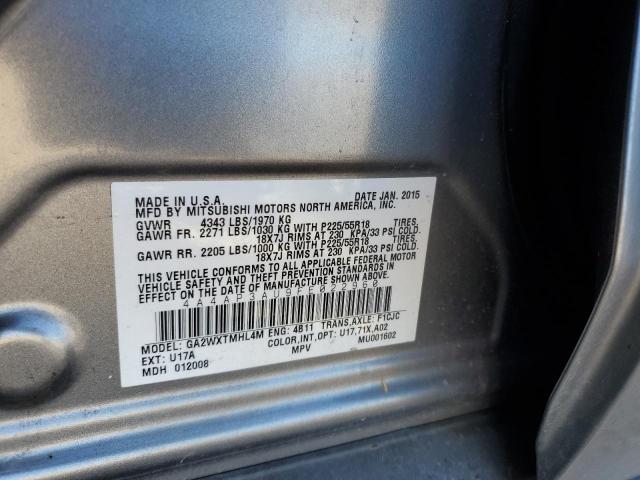 MADE IN U.S.A. DATE JAN. 2015
MFD BY MITSUBISHI MOTORS NORTH AMERICA, INC.
GVWR 4343 LBS/1970 KG
GAWR FR. 2271 LBS/1030 KG WITH P225/55R18 TIRES,
18X7J RIMS AT 230 KPA/33 PSI COLD.
GAWR RR. 2205 LBS/1000 KG WITH P225/55R18 TIRES,
18X7J RIMS AT 230 KPA/33 PSI COLD.
THIS VEHICLE CONFORMS TO ALL APPLICABLE FEDERAL MOTOR
VEHICLE SAFETY AND THEFT PREVENTION STANDARDS IN
EFFECT ON THE DATE OF MANUFACTURE SHOWN ABOVE.
4A4AP3AU9FE022960
MODEL: GA2WXTMHL4M ENG: 4B11 TRANS,AXLE: F1CJC
EXT: U17A COLOR,INT,OPT: U17,71X,A02
MDH 012008 MPV MU001602